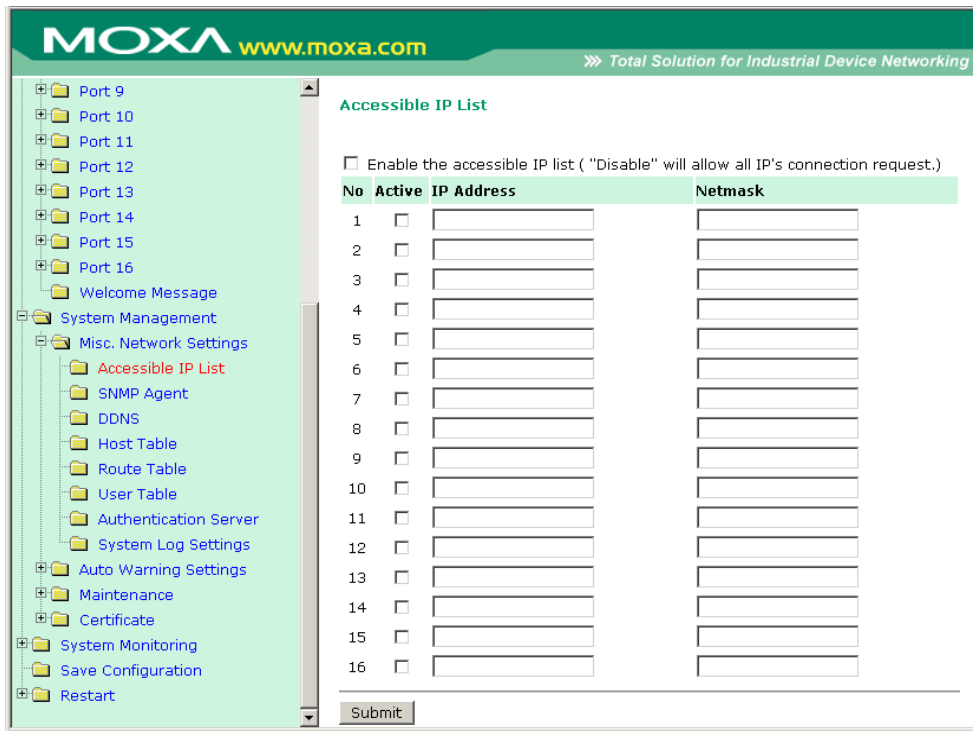 MOXA www.moxa.com
Total Solution for Industrial Device Networking
Port 9
Port 10
Port 11
Port 12
Port 13
Port 14
Port 15
Port 16
Welcome Message
System Management
Misc. Network Settings
Accessible IP List
SNMP Agent
DDNS
Host Table
Route Table
User Table
Authentication Server
System Log Settings
Auto Warning Settings
Maintenance
Certificate
System Monitoring
Save Configuration
Restart
Accessible IP List
Enable the accessible IP list ( "Disable" will allow all IP's connection request.)
No Active IP Address Netmask
1
2
3
4
5
6
7
8
9
10
11
12
13
14
15
16
Submit